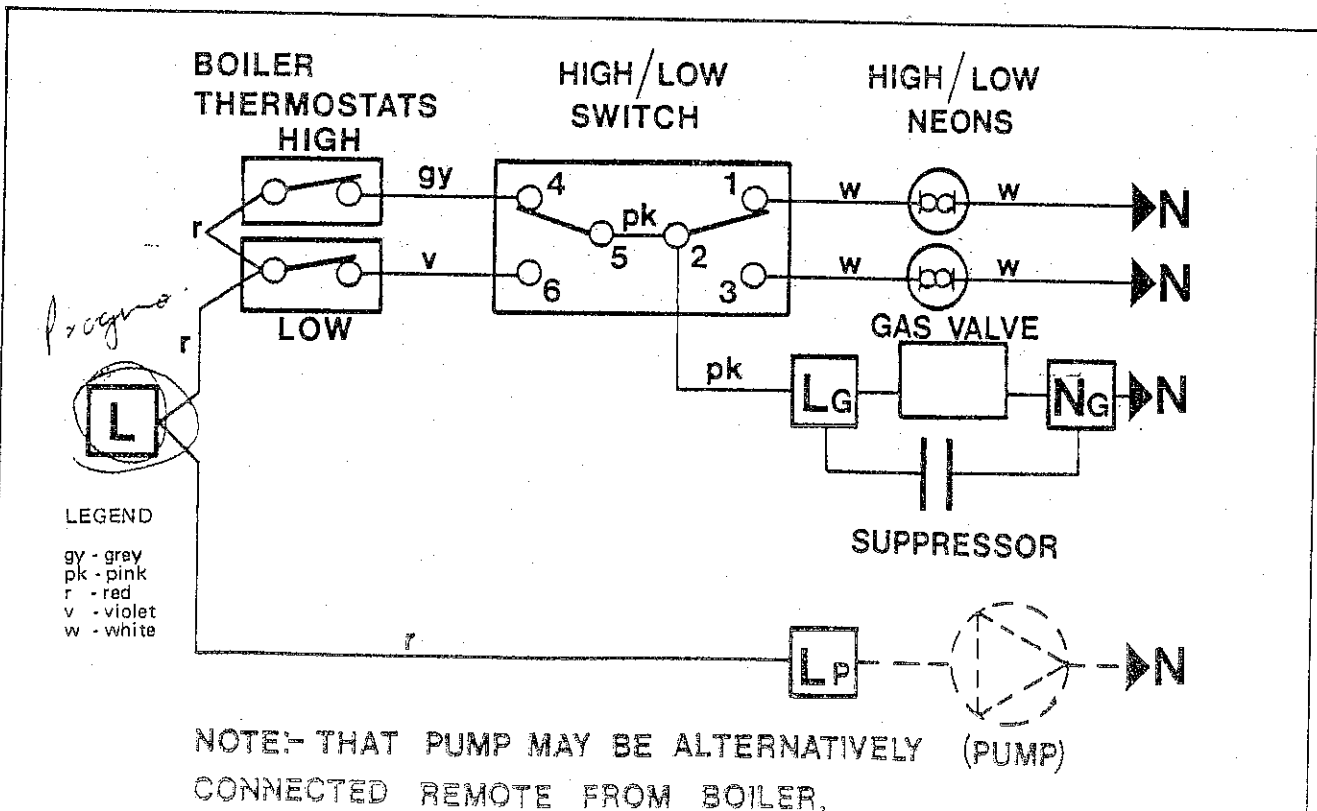 BOILER
THERMOSTATS
HIGH
HIGH/LOW
SWITCH
HIGH/LOW
NEONS
gy
4
1
w
w
N
r
pk
5
2
v
6
3
w
w
N
LOW
GAS VALVE
r
pk
LG
NG
N
L
SUPPRESSOR
LEGEND
gy - grey
pk - pink
r - red
v - violet
w - white
r
LP
N
NOTE:- THAT PUMP MAY BE ALTERNATIVELY (PUMP)
CONNECTED REMOTE FROM BOILER.